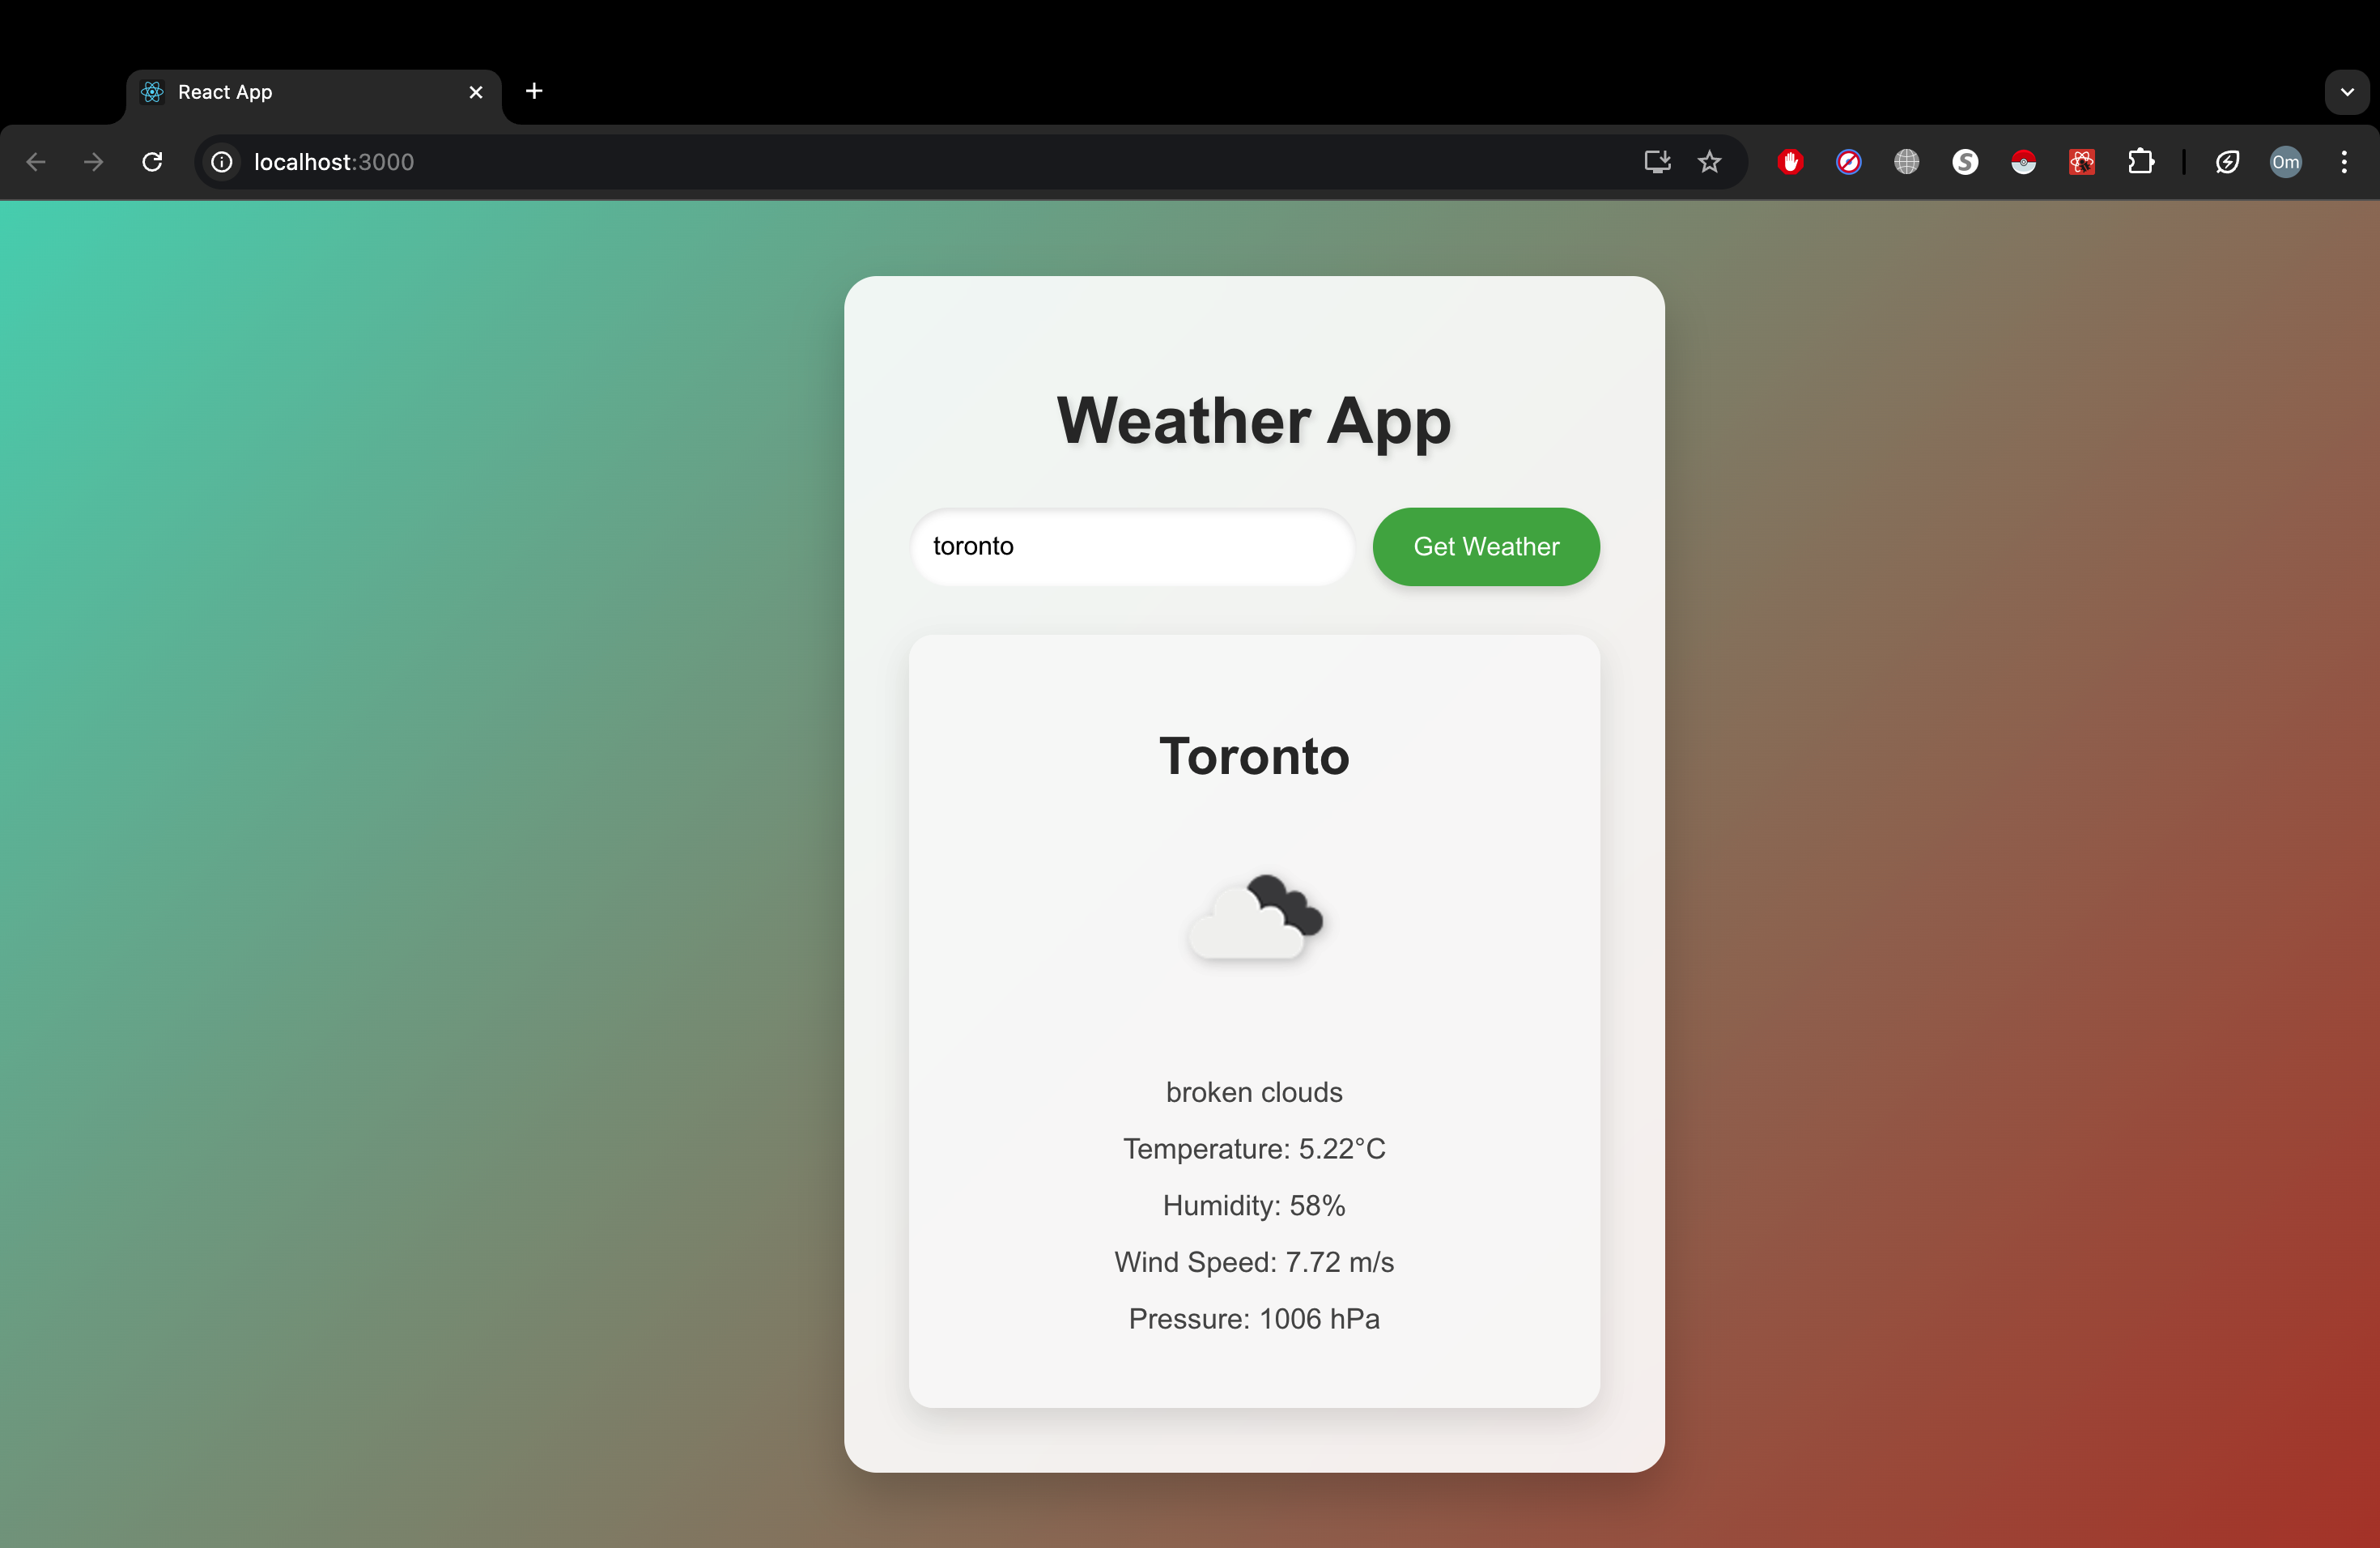 React App
localhost:3000
0m
Weather App
toronto
Get Weather
Toronto
broken clouds
Temperature: 5.22°C
Humidity: 58%
Wind Speed: 7.72 m/s
Pressure: 1006 hPa